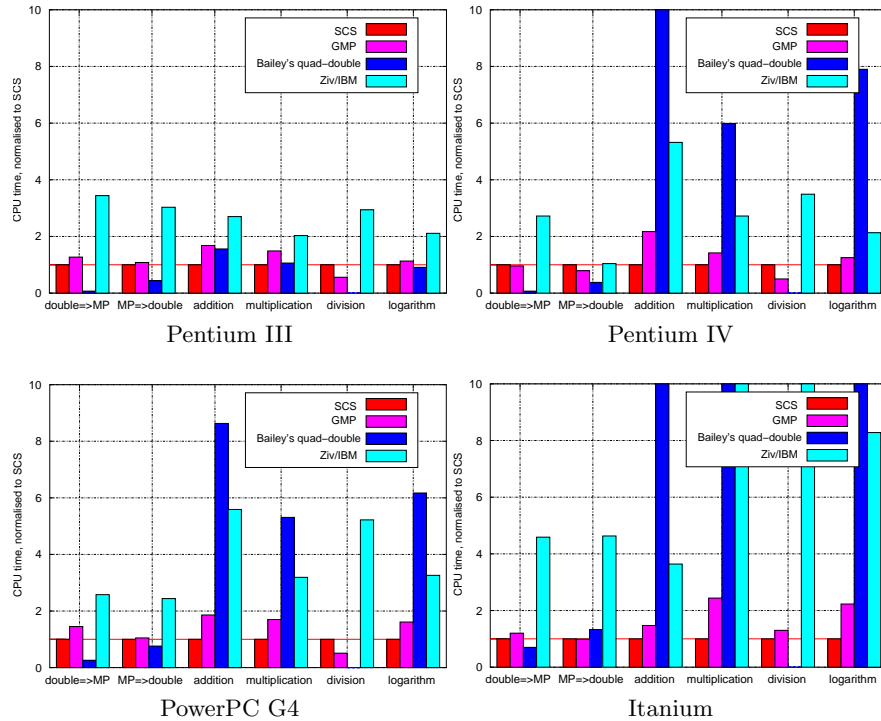 CPU time, normalised to SCS
10
8
6
4
2
0
SCS
GMP
Bailey's quad−double
Ziv/IBM
double=>MP MP=>double addition multiplication division logarithm
Pentium III
CPU time, normalised to SCS
10
8
6
4
2
0
SCS
GMP
Bailey's quad−double
Ziv/IBM
double=>MP MP=>double addition multiplication division logarithm
Pentium IV
CPU time, normalised to SCS
10
8
6
4
2
0
SCS
GMP
Bailey's quad−double
Ziv/IBM
double=>MP MP=>double addition multiplication division logarithm
PowerPC G4
CPU time, normalised to SCS
10
8
6
4
2
0
SCS
GMP
Bailey's quad−double
Ziv/IBM
double=>MP MP=>double addition multiplication division logarithm
Itanium